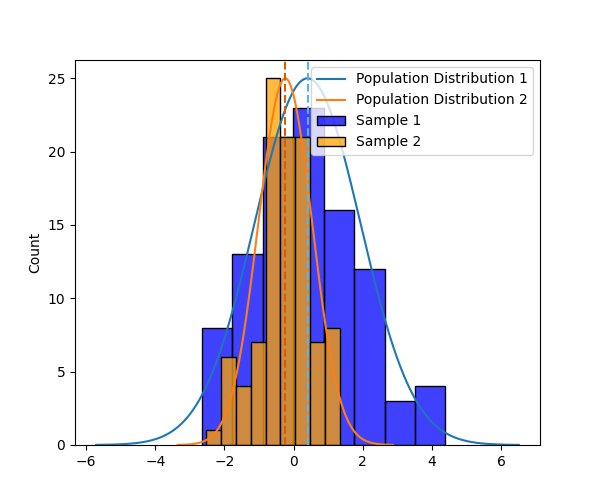 Population Distribution 1
Population Distribution 2
Sample 1
Sample 2
Count
25
20
15
10
5
0
−6 −4 −2 0 2 4 6